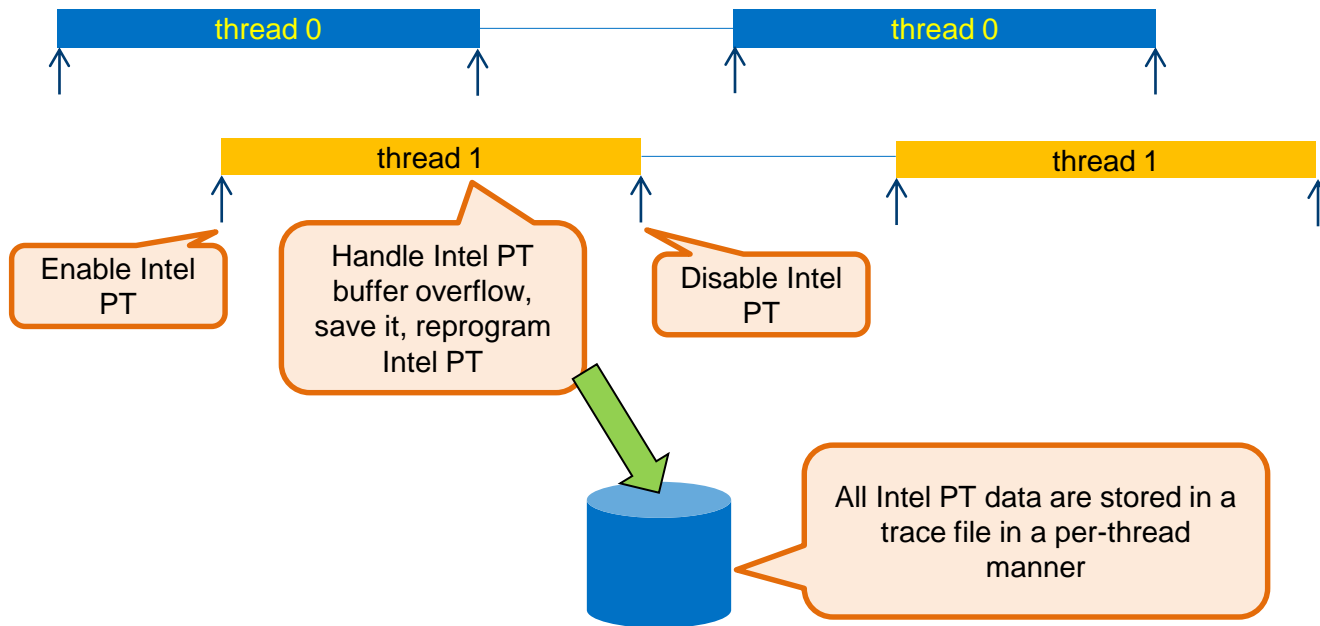 thread 0
thread 0
thread 1
thread 1
Enable Intel
PT
Handle Intel PT
buffer overflow,
save it, reprogram
Intel PT
Disable Intel
PT
All Intel PT data are stored in a
trace file in a per-thread
manner